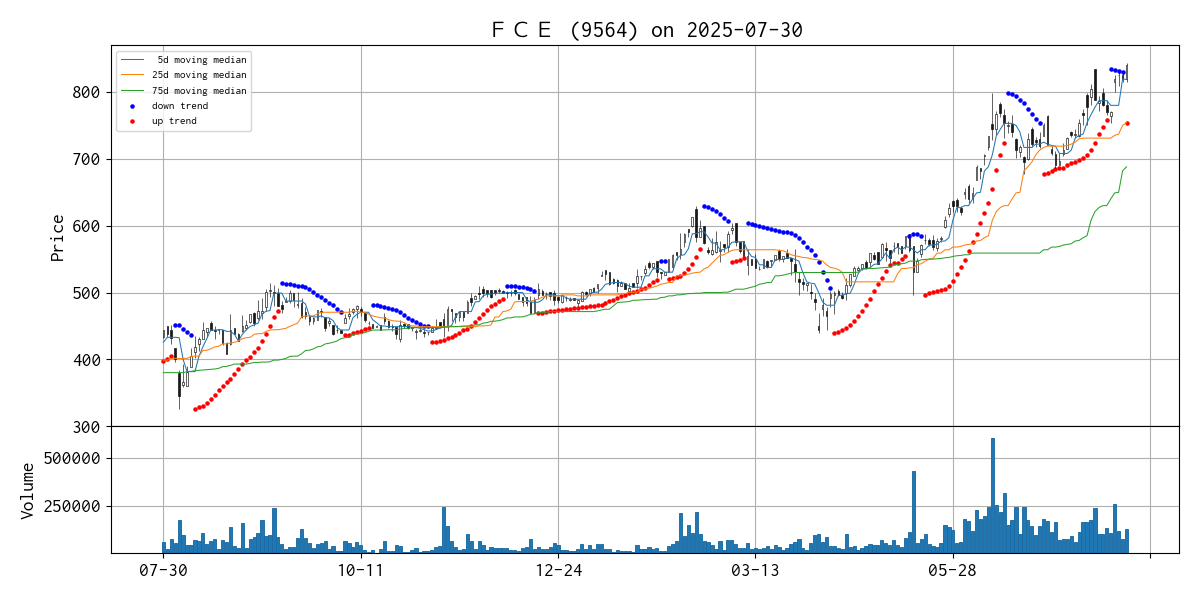 ＦＣＥ (9564) on 2025-07-30
5d moving median
25d moving median
75d moving median
down trend
up trend
Price
800
700
600
500
400
300
Volume
500000
250000
07-30
10-11
12-24
03-13
05-28